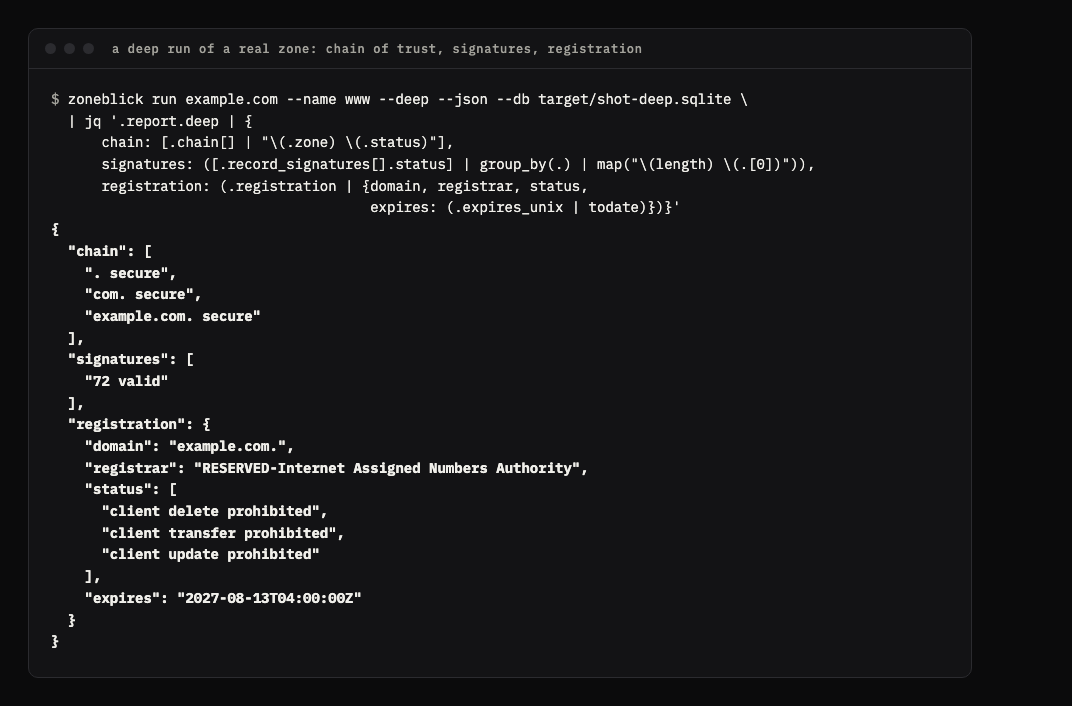 a deep run of a real zone: chain of trust, signatures, registration
$ zoneblick run example.com --name www --deep --json --db target/shot-deep.sqlite \
  | jq '.report.deep | {
      chain: [.chain[] | "\(.zone) \(.status)"],
      signatures: ([.record_signatures[].status] | group_by(.) | map("\(length) \(.[0])")),
      registration: (.registration | {domain, registrar, status,
                                      expires: (.expires_unix | todate)})}'
{
  "chain": [
    ". secure",
    "com. secure",
    "example.com. secure"
  ],
  "signatures": [
    "72 valid"
  ],
  "registration": {
    "domain": "example.com.",
    "registrar": "RESERVED-Internet Assigned Numbers Authority",
    "status": [
      "client delete prohibited",
      "client transfer prohibited",
      "client update prohibited"
    ],
    "expires": "2027-08-13T04:00:00Z"
  }
}